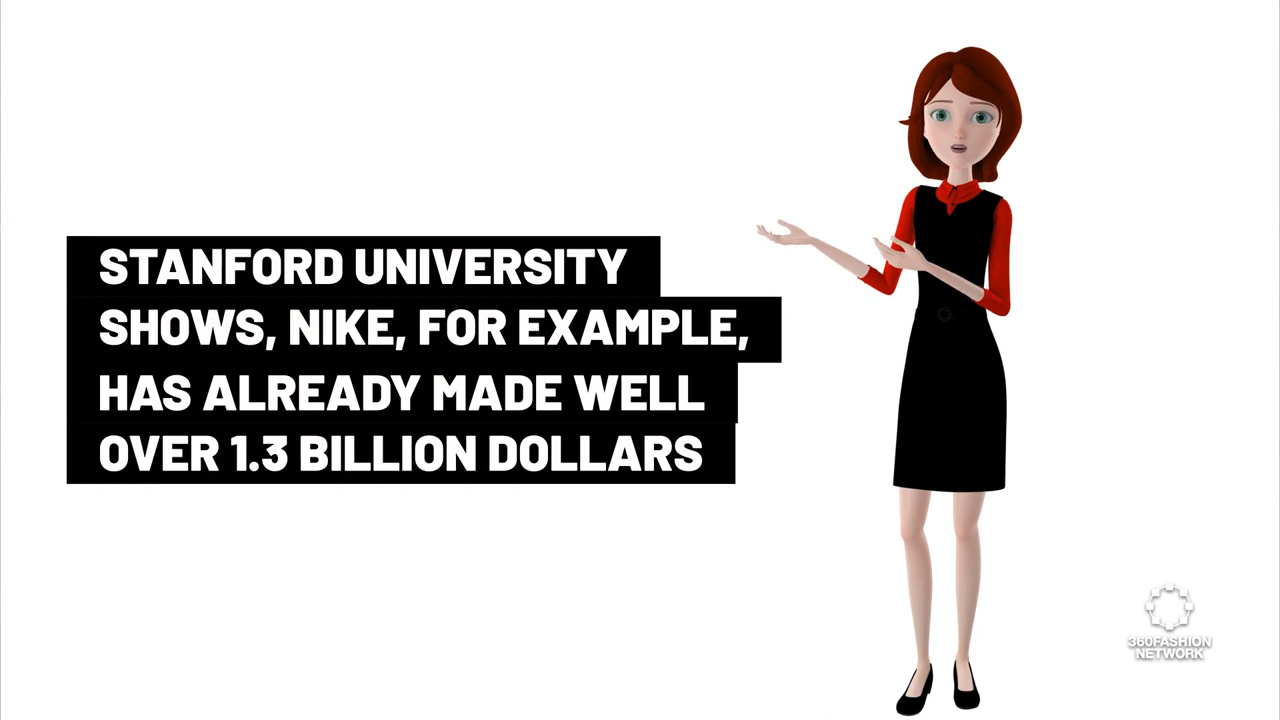 STANFORD UNIVERSITY
SHOWS, NIKE, FOR EXAMPLE,
HAS ALREADY MADE WELL
OVER 1.3 BILLION DOLLARS
360FASHION
NETWORK